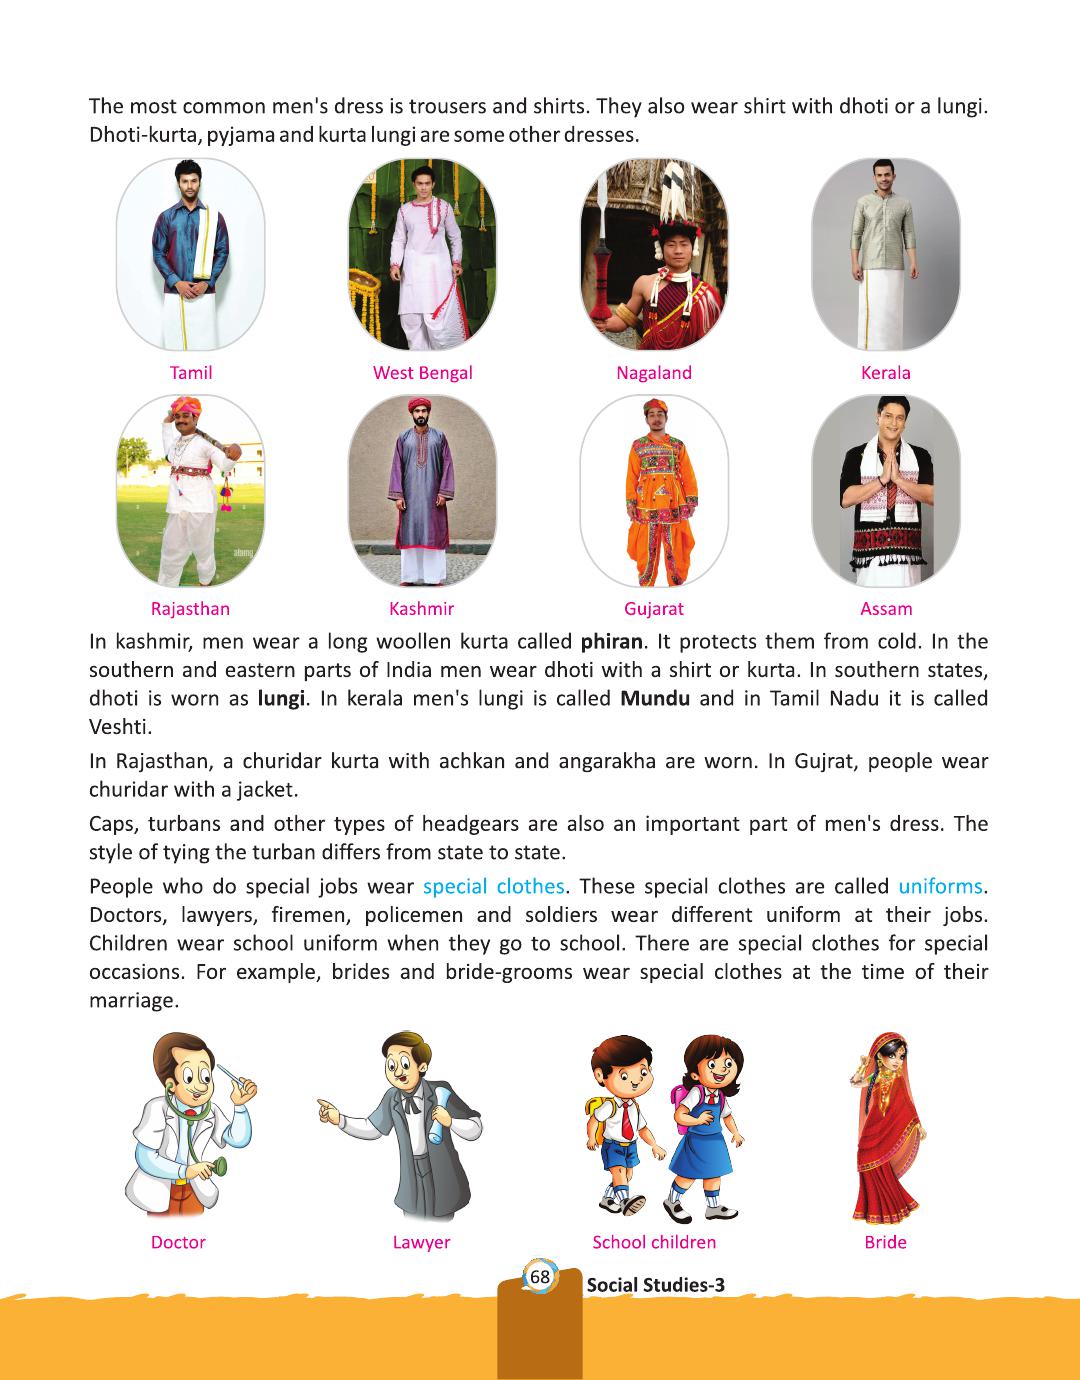 The most common men's dress is trousers and shirts. They also wear shirt with dhoti or a lungi.
Dhoti-kurta, pyjama and kurta lungi are some other dresses.
Tamil
West Bengal
Nagaland
Kerala
alamy
Rajasthan
Kashmir
Gujarat
Assam
In kashmir, men wear a long woollen kurta called phiran. It protects them from cold. In the
southern and eastern parts of India men wear dhoti with a shirt or kurta. In southern states,
dhoti is worn as lungi. In kerala men's lungi is called Mundu and in Tamil Nadu it is called
Veshti.
In Rajasthan, a churidar kurta with achkan and angarakha are worn. In Gujrat, people wear
churidar with a jacket.
Caps, turbans and other types of headgears are also an important part of men's dress. The
style of tying the turban differs from state to state.
People who do special jobs wear special clothes. These special clothes are called uniforms.
Doctors, lawyers, firemen, policemen and soldiers wear different uniform at their jobs.
Children wear school uniform when they go to school. There are special clothes for special
occasions. For example, brides and bride-grooms wear special clothes at the time of their
marriage.
Doctor
Lawyer
School children
Bride
68
Social Studies-3